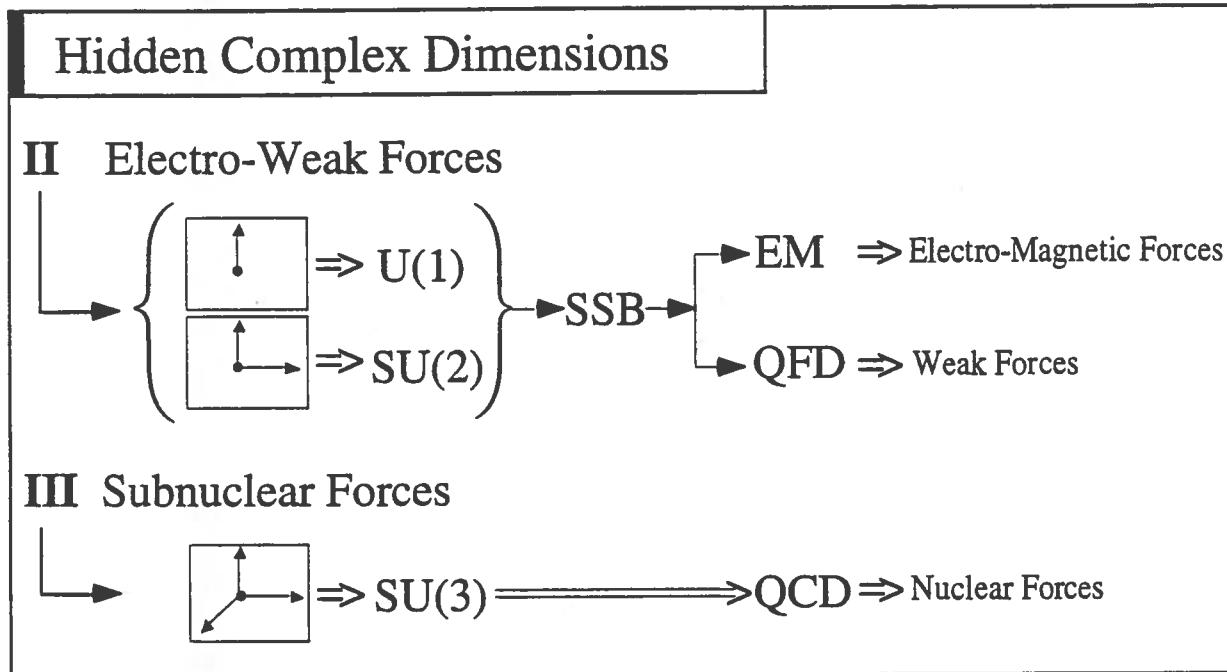 Hidden Complex Dimensions
II Electro-Weak Forces
⇒ U(1)
⇒ SU(2)
SSB
EM ⇒ Electro-Magnetic Forces
QFD ⇒ Weak Forces
III Subnuclear Forces
⇒ SU(3) ⇒ QCD ⇒ Nuclear Forces